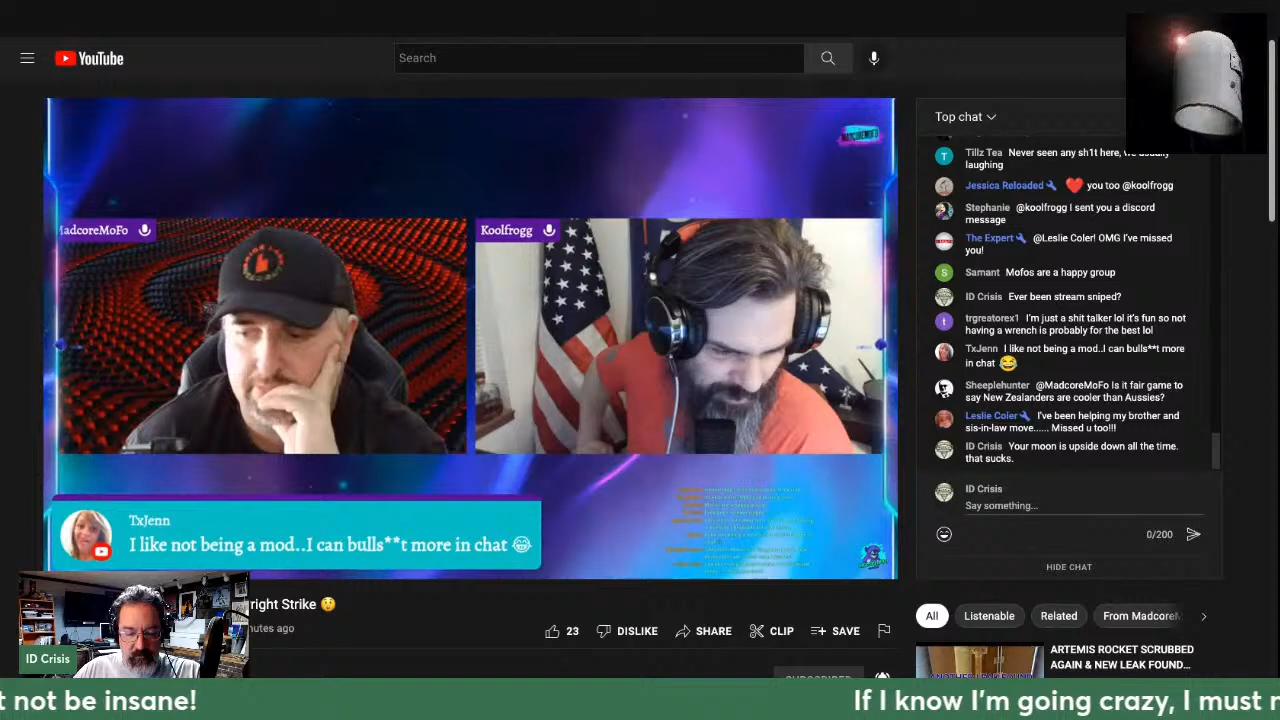 YouTube
Search
Top chat
Tillz Tea Never seen any sh1t here, we usually
laughing
Jessica Reloaded you too @koolfrogg
Stephanie @koolfrogg I sent you a discord
message
The Expert @Leslie Coler! OMG I've missed
you!
Samant Mofos are a happy group
ID Crisis Ever been stream sniped?
trgreatorex1 I'm just a shit talker lol it's fun so not
having a wrench is probably for the best lol
TxJenn I like not being a mod..I can bulls**t more
in chat 😂
Sheeplehunter @MadcoreMoFo Is it fair game to
say New Zealanders are cooler than Aussies?
Leslie Coler I've been helping my brother and
sis-in-law move...... Missed u too!!!
ID Crisis Your moon is upside down all the time.
that sucks.
ID Crisis
Say something...
0/200
HIDE CHAT
MadcoreMoFo
Koolfrogg
TxJenn
I like not being a mod..I can bulls**t more in chat 😂
right Strike 😲
nutes ago
23
DISLIKE
SHARE
CLIP
SAVE
All
Listenable
Related
From Madcore
ARTEMIS ROCKET SCRUBBED
AGAIN & NEW LEAK FOUND...
SUBSCRIBED
ID Crisis
t not be insane!
If I know I'm going crazy, I must n